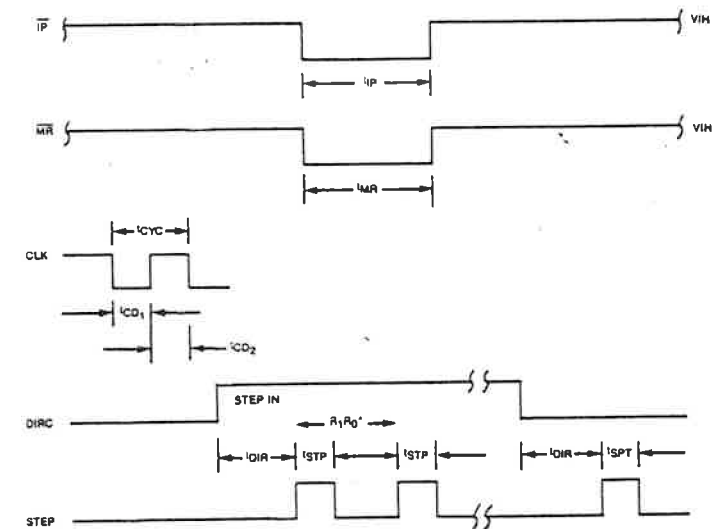 IP VIH
tIP
MR VIH
tMR
tCYC
CLK
tCD1
tCD2
STEP IN
DIRC R1R0*
tDIR tSTP tSTP tDIR tSPT
STEP